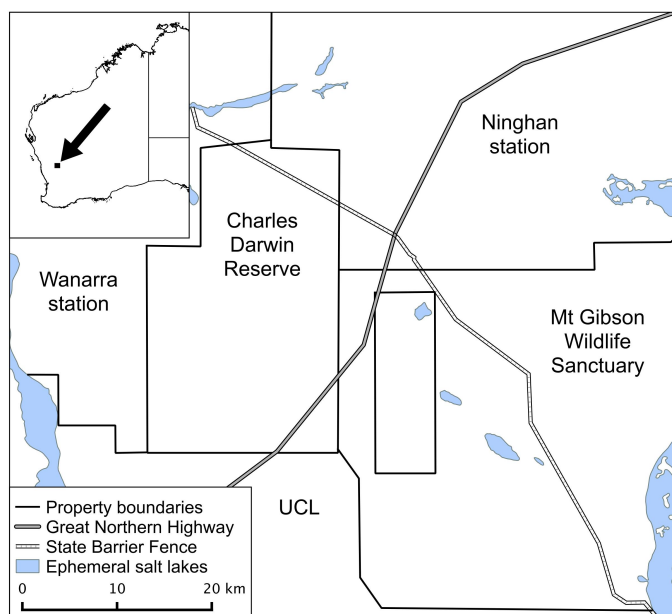 Ninghan
station
Charles
Darwin
Reserve
Wanarra
station
Mt Gibson
Wildlife
Sanctuary
UCL
Property boundaries
Great Northern Highway
State Barrier Fence
Ephemeral salt lakes
0 10 20 km